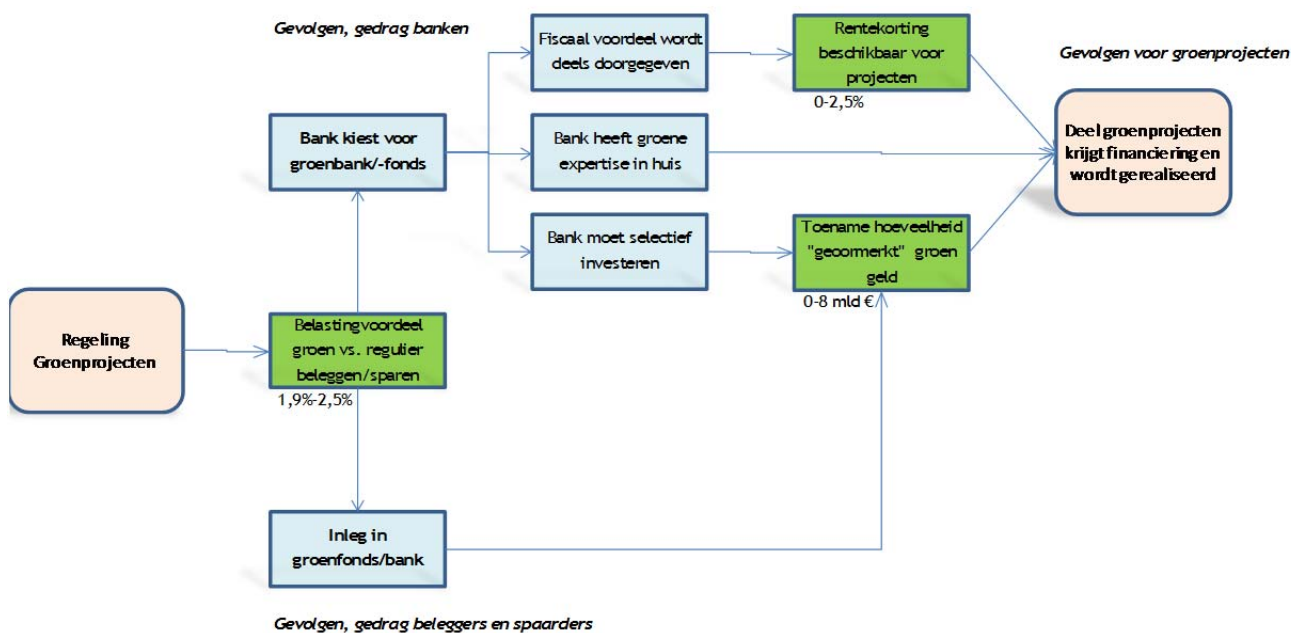 Gevolgen, gedrag banken
Fiscaal voordeel wordt
deels doorgegeven
Rentekorting
beschikbaar voor
projecten
0-2,5%
Gevolgen voor groenprojecten
Bank kiest voor
groenbank/-fonds
Bank heeft groene
expertise in huis
Deel groenprojecten
krijgt financiering en
wordt gerealiseerd
Bank moet selectief
investeren
Toename hoeveelheid
"geoormerkt" groen
geld
0-8 mld €
Regeling
Groenprojecten
Belastingvoordeel
groen vs. regulier
beleggen/sparen
1,9%-2,5%
Inleg in
groenfonds/bank
Gevolgen, gedrag beleggers en spaarders